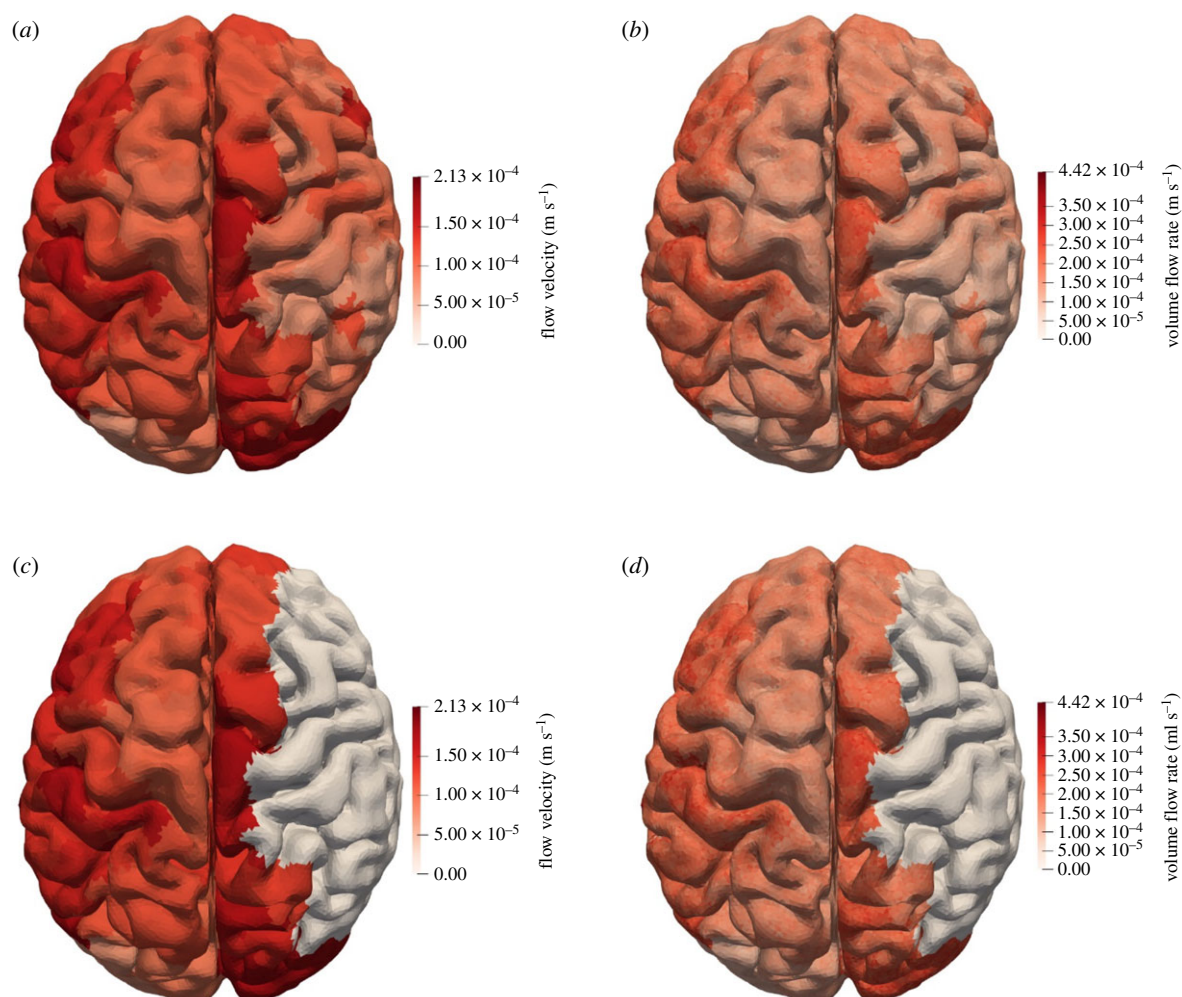 (a)
2.13 × 10⁻⁴
1.50 × 10⁻⁴
1.00 × 10⁻⁴
5.00 × 10⁻⁵
0.00
flow velocity (m s⁻¹)
(b)
4.42 × 10⁻⁴
3.50 × 10⁻⁴
3.00 × 10⁻⁴
2.50 × 10⁻⁴
2.00 × 10⁻⁴
1.50 × 10⁻⁴
1.00 × 10⁻⁴
5.00 × 10⁻⁵
0.00
volume flow rate (m s⁻¹)
(c)
2.13 × 10⁻⁴
1.50 × 10⁻⁴
1.00 × 10⁻⁴
5.00 × 10⁻⁵
0.00
flow velocity (m s⁻¹)
(d)
4.42 × 10⁻⁴
3.50 × 10⁻⁴
3.00 × 10⁻⁴
2.50 × 10⁻⁴
2.00 × 10⁻⁴
1.50 × 10⁻⁴
1.00 × 10⁻⁴
5.00 × 10⁻⁵
0.00
volume flow rate (ml s⁻¹)